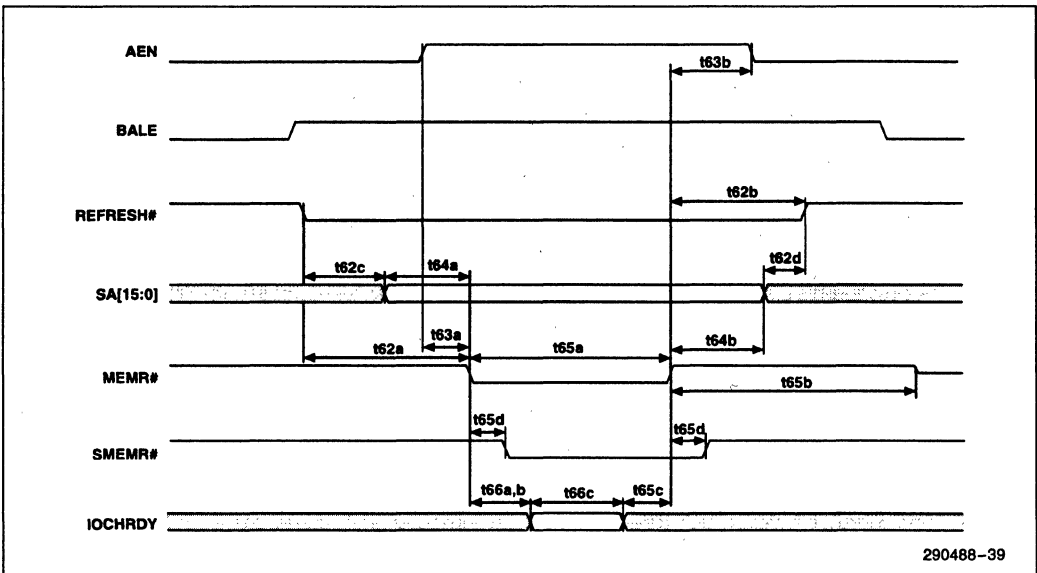 AEN
t63b
BALE
t62b
REFRESH#
t62c t64a t62d
SA[15:0]
t63a
t62a t65a t64b
MEMR#
t65b
t65d t65d
SMEMR#
t66a,b t66c t65c
IOCHRDY
290488–39